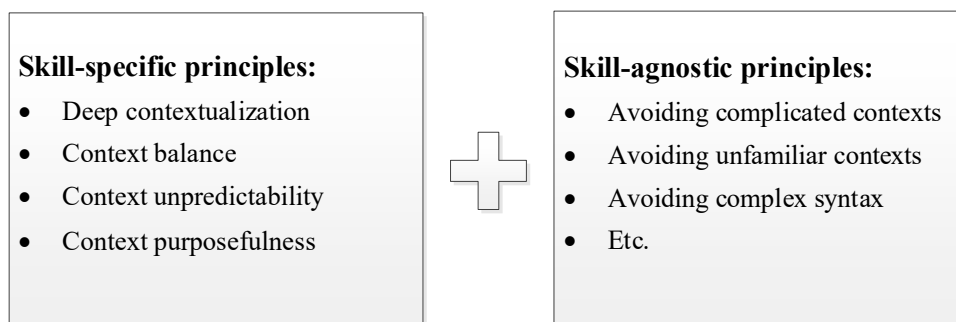 Skill-specific principles:
• Deep contextualization
• Context balance
• Context unpredictability
• Context purposefulness
Skill-agnostic principles:
• Avoiding complicated contexts
• Avoiding unfamiliar contexts
• Avoiding complex syntax
• Etc.